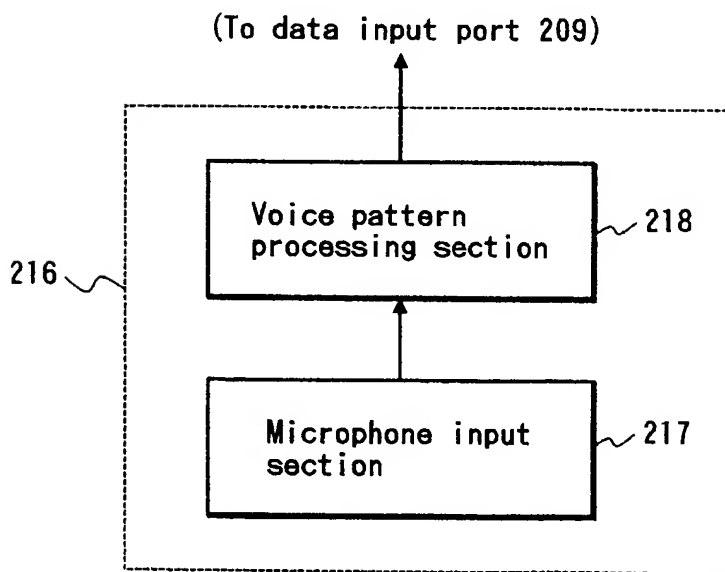 (To data input port 209)
Voice pattern
processing section
218
216
Microphone input
section
217